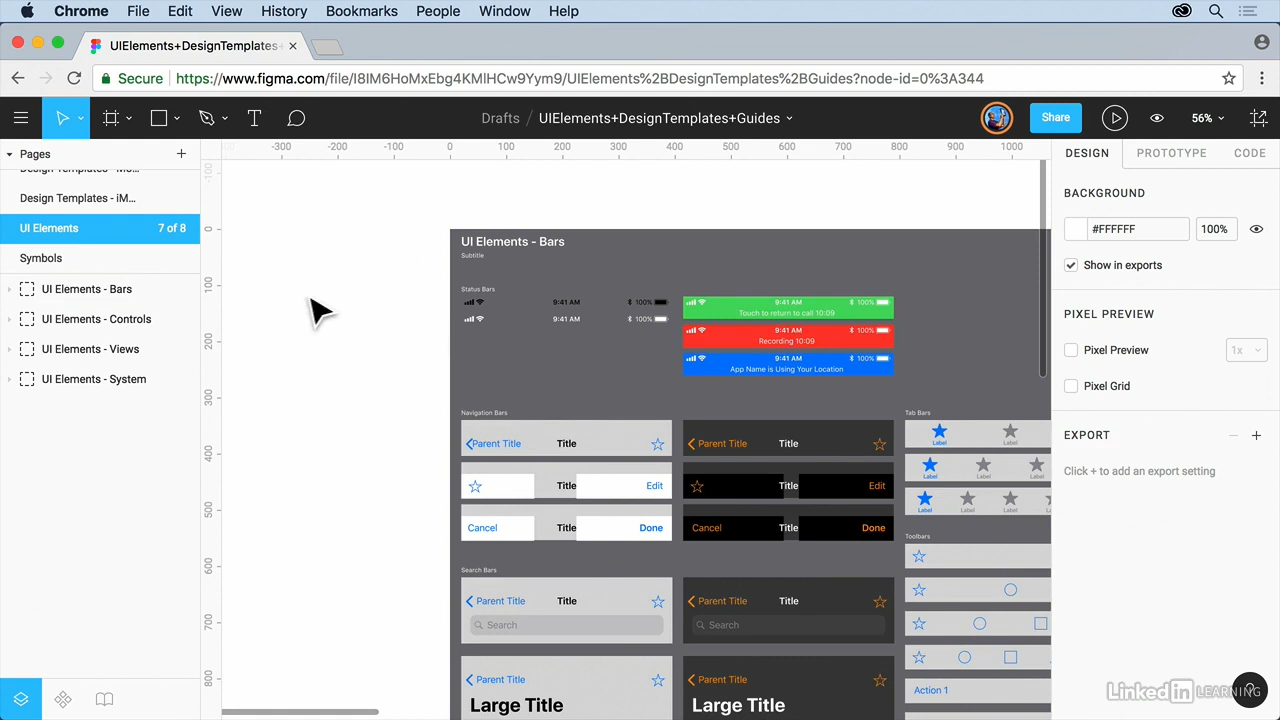 Chrome File Edit View History Bookmarks People Window Help
UIElements+DesignTemplates+
Secure https://www.figma.com/file/I8IM6HoMxEbg4KMlHCw9Yym9/UIElements%2BDesignTemplates%2BGuides?node-id=0%3A344
Drafts / UIElements+DesignTemplates+Guides Share 56%
Pages
Design Templates - iM...
UI Elements 7 of 8
Symbols
UI Elements - Bars
UI Elements - Controls
UI Elements - Views
UI Elements - System
-300 -200 -100 0 100 200 300 400 500 600 700 800 900 1000
-100
0
100
200
300
400
500
600
700
800
UI Elements - Bars
Subtitle
Status Bars
9:41 AM 100%
9:41 AM 100%
9:41 AM 100%
Touch to return to call 10:09
9:41 AM 100%
Recording 10:09
9:41 AM 100%
App Name is Using Your Location
Navigation Bars
Parent Title Title
Title Edit
Cancel Title Done
Parent Title Title
Title Edit
Cancel Title Done
Search Bars
Parent Title Title
Search
Parent Title Title
Search
Parent Title
Large Title
Parent Title
Large Title
Tab Bars
Label
Label
Label
Toolbars
Action 1
DESIGN PROTOTYPE CODE
BACKGROUND
#FFFFFF 100%
Show in exports
PIXEL PREVIEW
Pixel Preview 1x
Pixel Grid
EXPORT
Click + to add an export setting
LinkedIn LEARNING